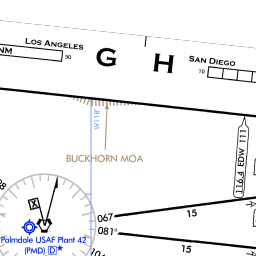 Los Angeles
NM
50
G H
San Diego
10
W118°
BUCKHORN MOA
116.4 EDW 111
067
15
081°
15
X
Palmdale USAF Plant 42
(PMD) D★